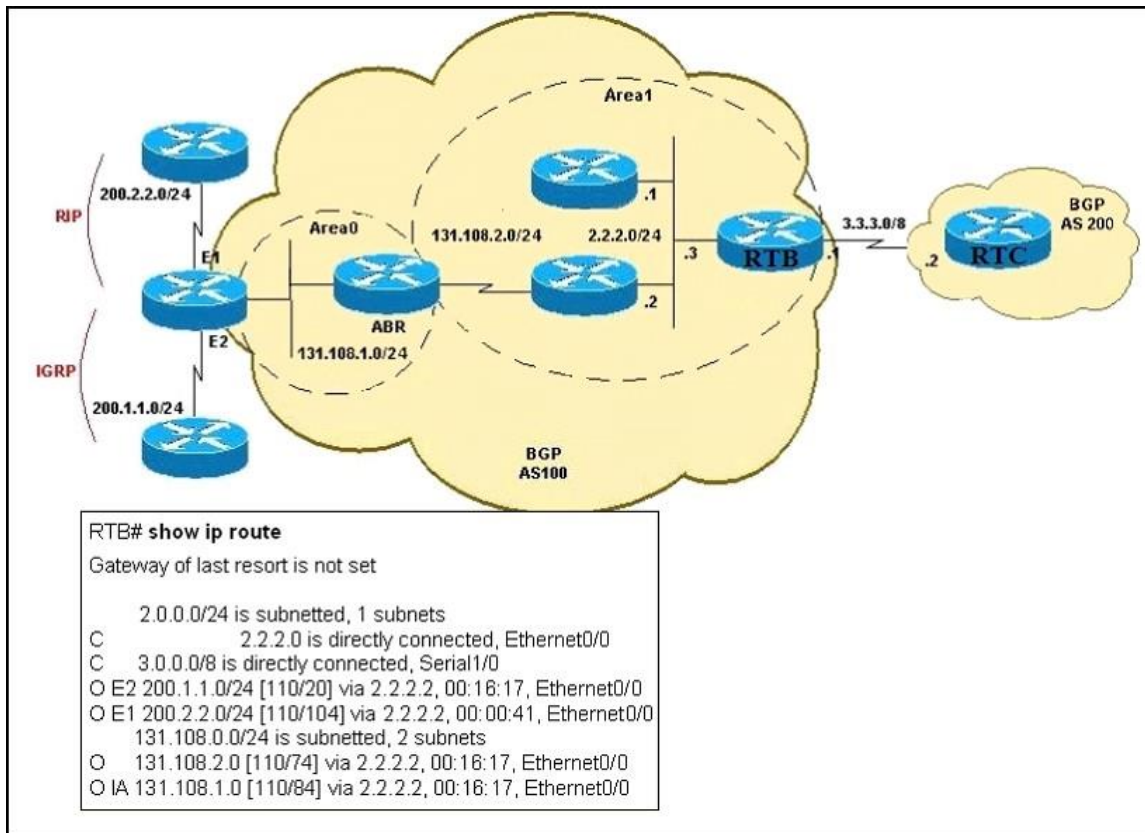 Area1
200.2.2.0/24
.1
RIP
Area0
131.108.2.0/24
2.2.2.0/24
3.3.3.0/8
BGP
AS 200
E1
.3
RTB
.1
.2
RTC
ABR
.2
E2
131.108.1.0/24
IGRP
200.1.1.0/24
BGP
AS100
RTB# show ip route
Gateway of last resort is not set
2.0.0.0/24 is subnetted, 1 subnets
C 2.2.2.0 is directly connected, Ethernet0/0
C 3.0.0.0/8 is directly connected, Serial1/0
O E2 200.1.1.0/24 [110/20] via 2.2.2.2, 00:16:17, Ethernet0/0
O E1 200.2.2.0/24 [110/104] via 2.2.2.2, 00:00:41, Ethernet0/0
131.108.0.0/24 is subnetted, 2 subnets
O 131.108.2.0 [110/74] via 2.2.2.2, 00:16:17, Ethernet0/0
O IA 131.108.1.0 [110/84] via 2.2.2.2, 00:16:17, Ethernet0/0